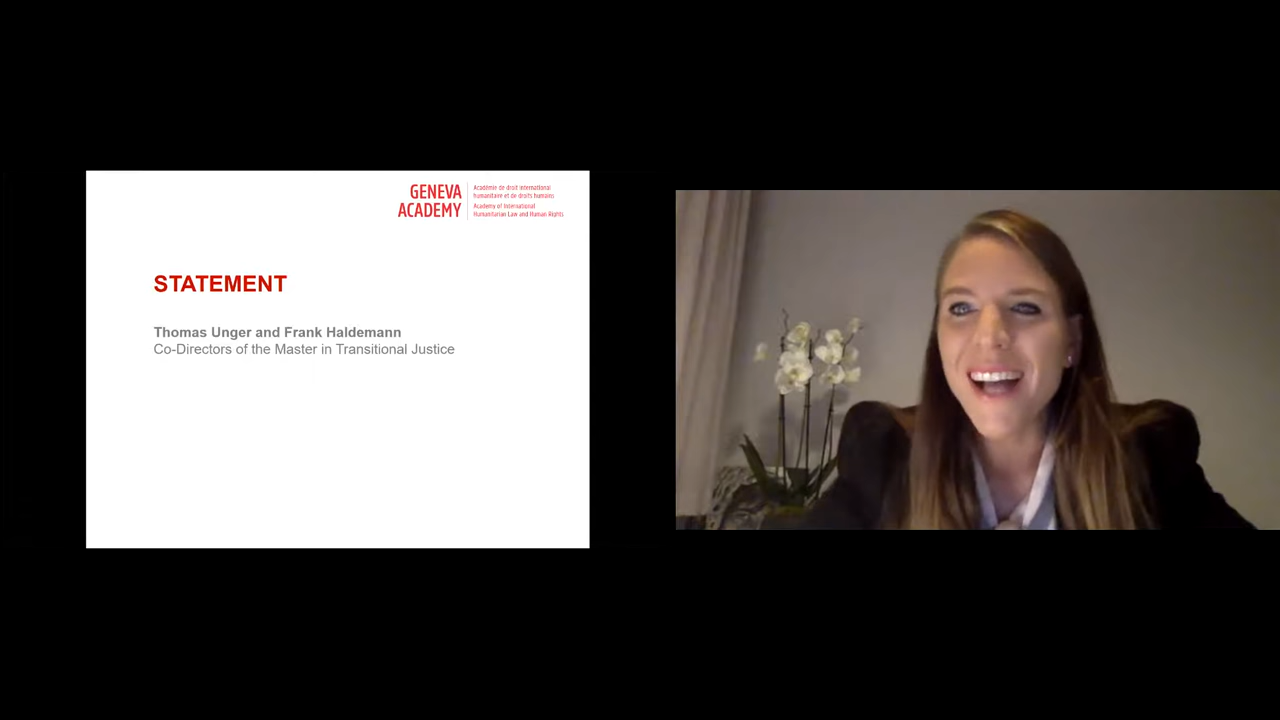 GENEVA
ACADEMY
Académie de droit international
humanitaire et de droits humains
Academy of International
Humanitarian Law and Human Rights
STATEMENT
Thomas Unger and Frank Haldemann
Co-Directors of the Master in Transitional Justice